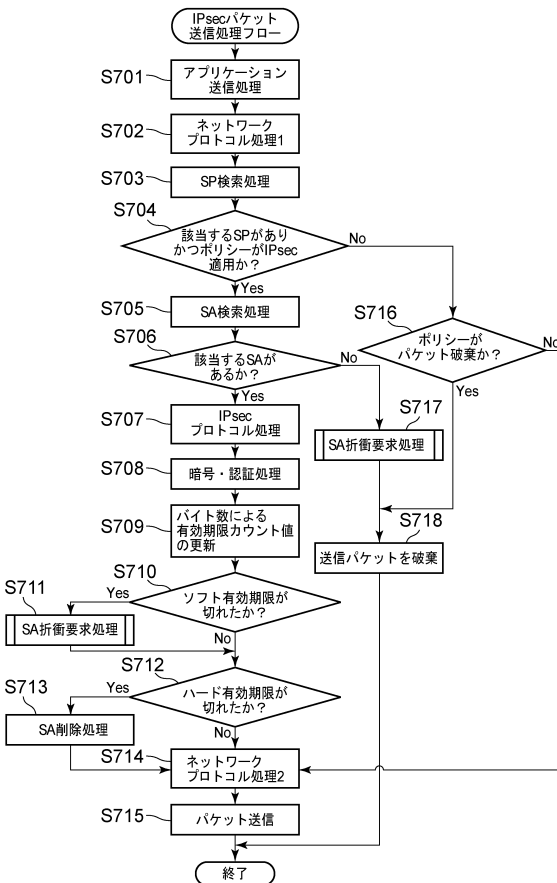 IPsecパケット
送信処理フロー
S701
アプリケーション
送信処理
S702
ネットワーク
プロトコル処理1
S703
SP検索処理
S704
該当するSPがあり
かつポリシーがIPsec
適用か?
No
Yes
S705
SA検索処理
S706
該当するSAが
あるか?
No
Yes
S716
ポリシーが
パケット破棄か?
No
Yes
S707
IPsec
プロトコル処理
S717
SA折衝要求処理
S708
暗号・認証処理
S709
バイト数による
有効期限カウント値
の更新
S718
送信パケットを破棄
S710
ソフト有効期限が
切れたか?
Yes
No
S711
SA折衝要求処理
S712
ハード有効期限が
切れたか?
Yes
No
S713
SA削除処理
S714
ネットワーク
プロトコル処理2
S715
パケット送信
終了